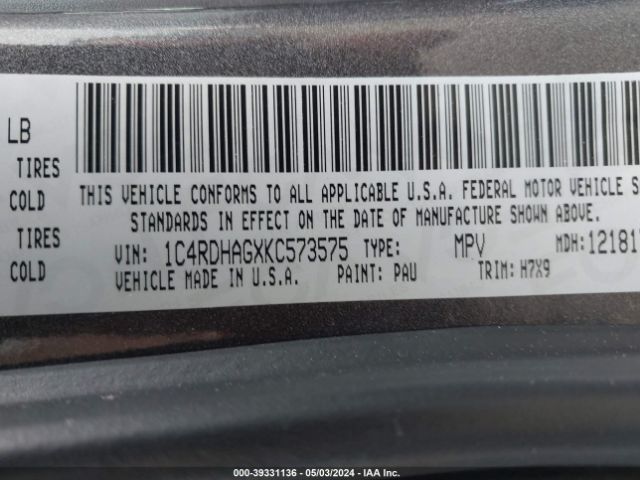 LB
TIRES
COLD
TIRES
COLD
THIS VEHICLE CONFORMS TO ALL APPLICABLE U.S.A. FEDERAL MOTOR VEHICLE S
STANDARDS IN EFFECT ON THE DATE OF MANUFACTURE SHOWN ABOVE.
VIN: 1C4RDHAGXKC573575 TYPE: MPV MDH: 12181
VEHICLE MADE IN U.S.A. PAINT: PAU TRIM: H7X9
000-39331136 - 05/03/2024 - IAA Inc.